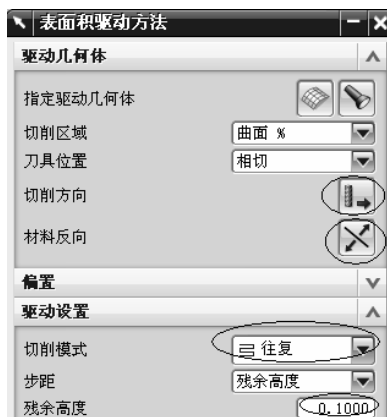 表面积驱动方法
驱动几何体
指定驱动几何体
切削区域 曲面 %
刀具位置 相切
切削方向
材料反向
偏置
驱动设置
切削模式 往复
步距 残余高度
残余高度 0.1000